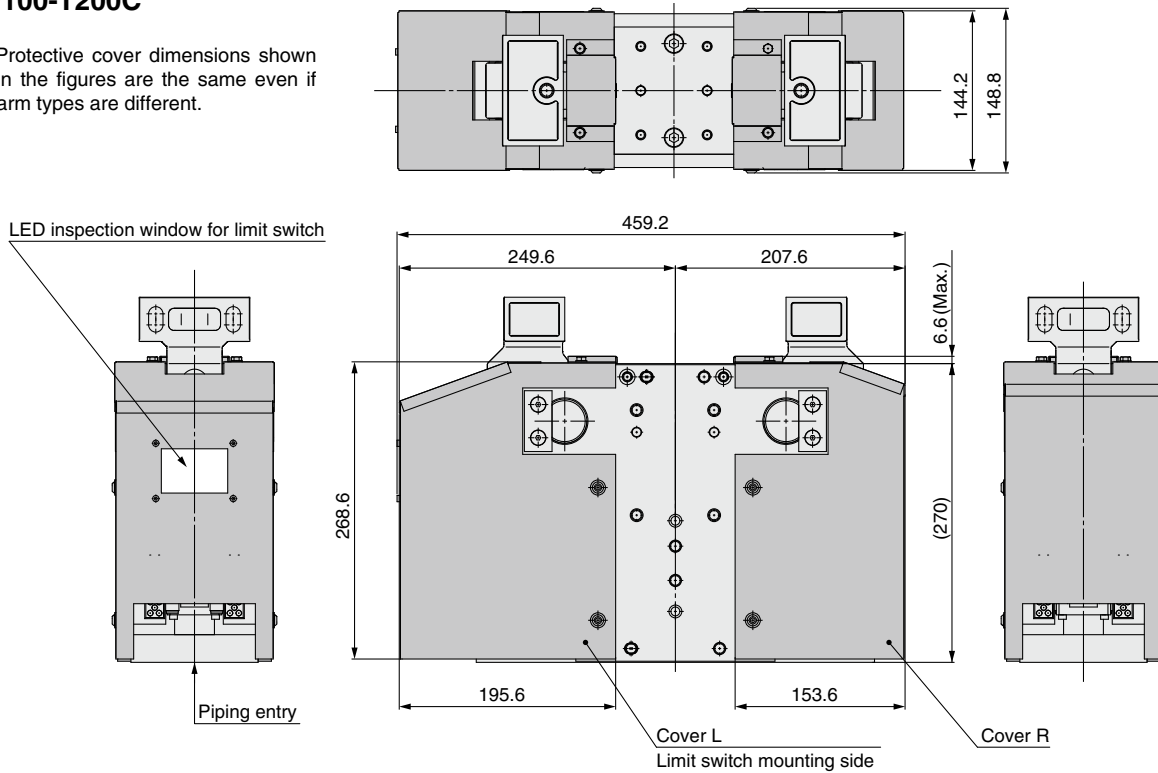 100-1200C
Protective cover dimensions shown
in the figures are the same even if
arm types are different.
144.2
148.8
LED inspection window for limit switch
459.2
249.6
207.6
6.6 (Max.)
268.6
(270)
195.6
153.6
Piping entry
Cover L
Limit switch mounting side
Cover R